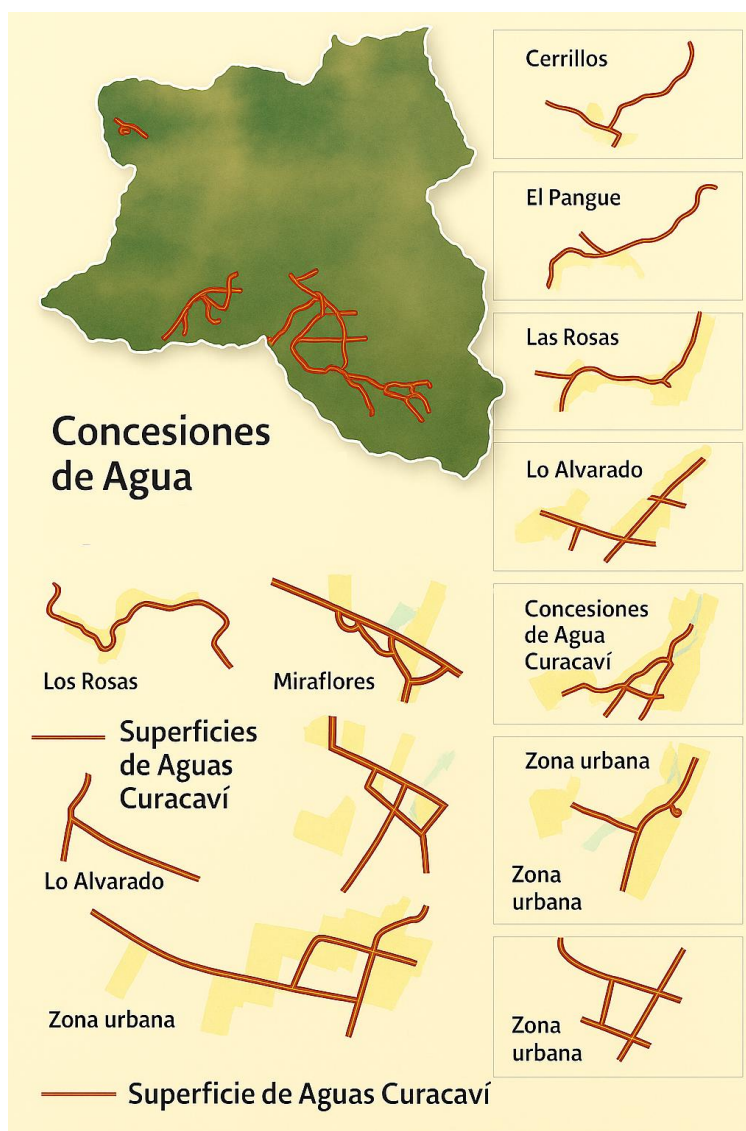 Concesiones
de Agua
Cerrillos
El Pangue
Las Rosas
Lo Alvarado
Concesiones
de Agua
Curacaví
Zona urbana
Zona
urbana
Zona
urbana
Los Rosas
Miraflores
Superficies
de Aguas
Curacaví
Lo Alvarado
Zona urbana
Superficie de Aguas Curacaví